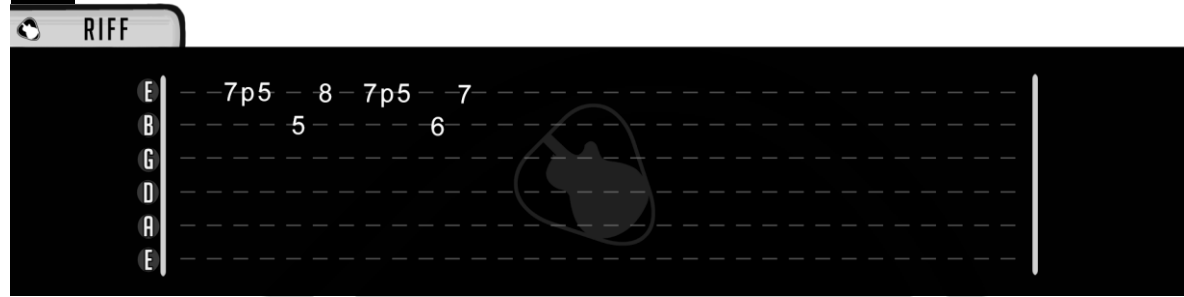 RIFF
E — — 7p5 — 8 — 7p5 — — 7 — — — — — — — — — — — — — — — — — — — — —
B — — — — — 5 — — — — — 6 — — — — — — — — — — — — — — — — — — — — — —
G — — — — — — — — — — — — — — — — — — — — — — — — — — — — — —
D — — — — — — — — — — — — — — — — — — — — — — — — — — — — — —
A — — — — — — — — — — — — — — — — — — — — — — — — — — — — — —
E — — — — — — — — — — — — — — — — — — — — — — — — — — — — — —